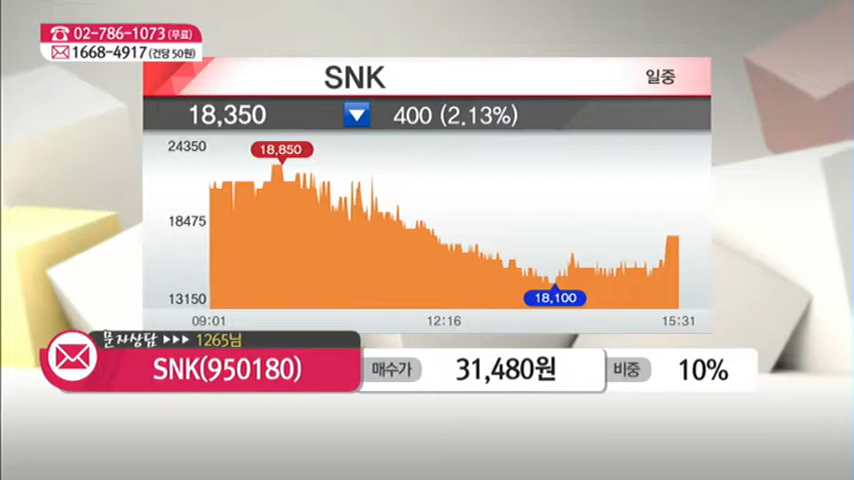 02-786-1073 (무료)
1668-4917 (건당 50원)
SNK
일중
18,350 ▼ 400 (2.13%)
24350
18,850
18475
13150
18,100
09:01 12:16 15:31
문자상담 ▶▶▶ 1265님
SNK(950180) 매수가 31,480원 비중 10%